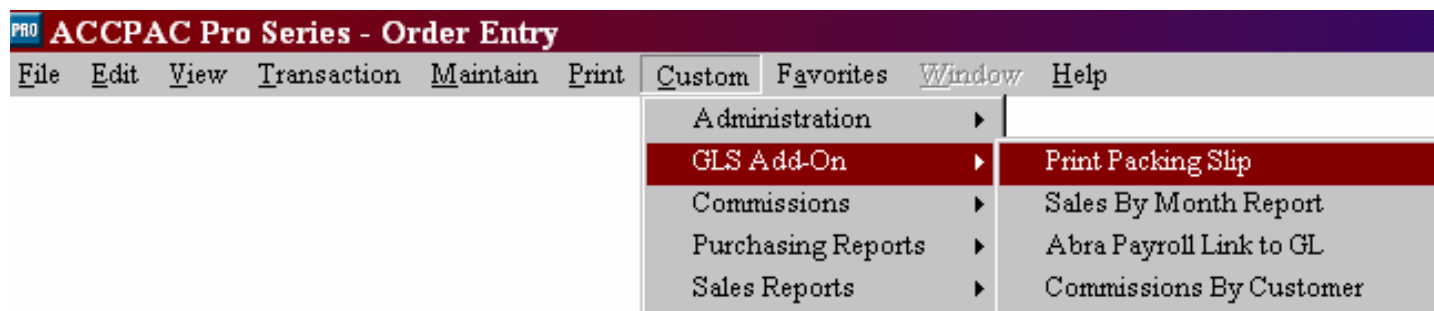 PRO ACCPAC Pro Series - Order Entry
File Edit View Transaction Maintain Print Custom Favorites Window Help
Administration
GLS Add-On Print Packing Slip
Commissions Sales By Month Report
Purchasing Reports Abra Payroll Link to GL
Sales Reports Commissions By Customer